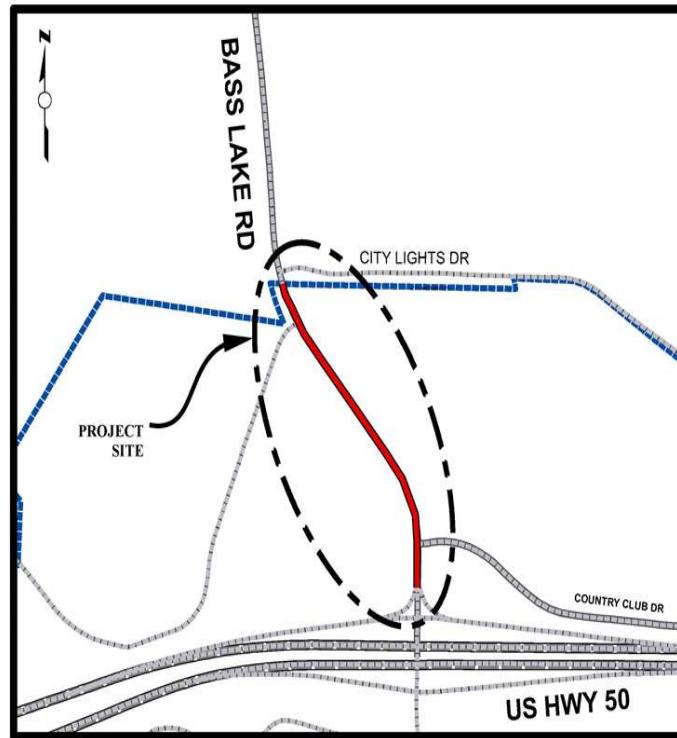 Z
BASS LAKE RD
CITY LIGHTS DR
PROJECT
SITE
COUNTRY CLUB DR
US HWY 50